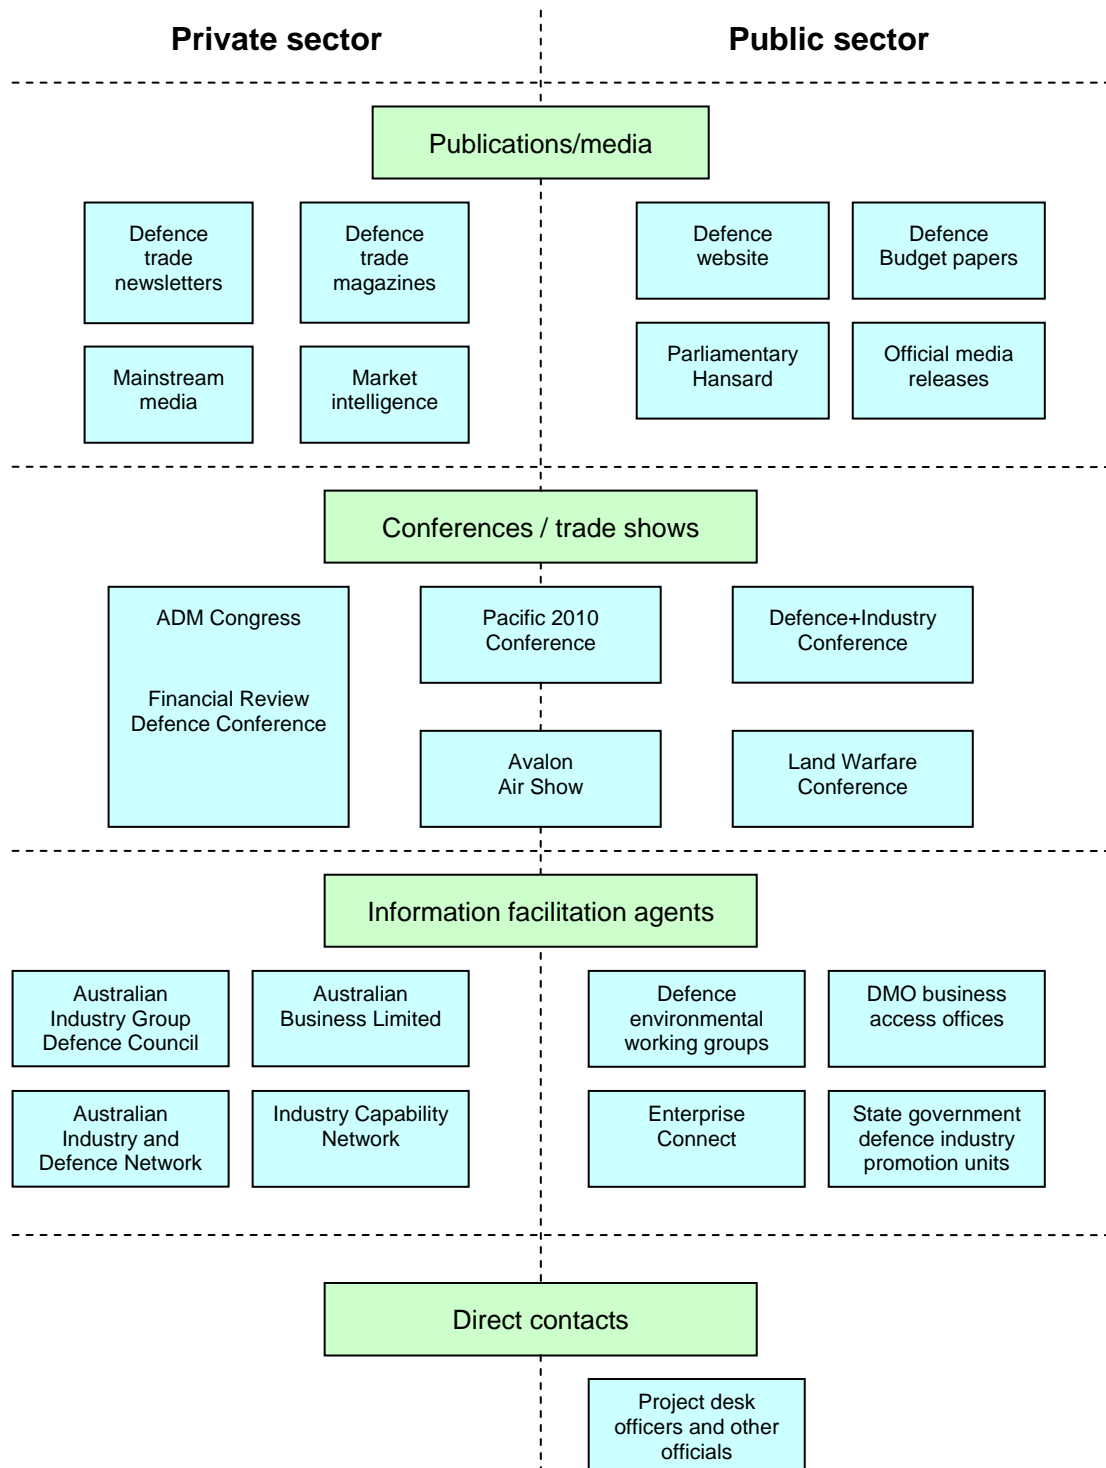 Private sector
Public sector
Publications/media
Defence
trade
newsletters
Defence
trade
magazines
Defence
website
Defence
Budget papers
Mainstream
media
Market
intelligence
Parliamentary
Hansard
Official media
releases
Conferences / trade shows
ADM Congress
Financial Review
Defence Conference
Pacific 2010
Conference
Defence+Industry
Conference
Avalon
Air Show
Land Warfare
Conference
Information facilitation agents
Australian
Industry Group
Defence Council
Australian
Business Limited
Defence
environmental
working groups
DMO business
access offices
Australian
Industry and
Defence Network
Industry Capability
Network
Enterprise
Connect
State government
defence industry
promotion units
Direct contacts
Project desk
officers and other
officials